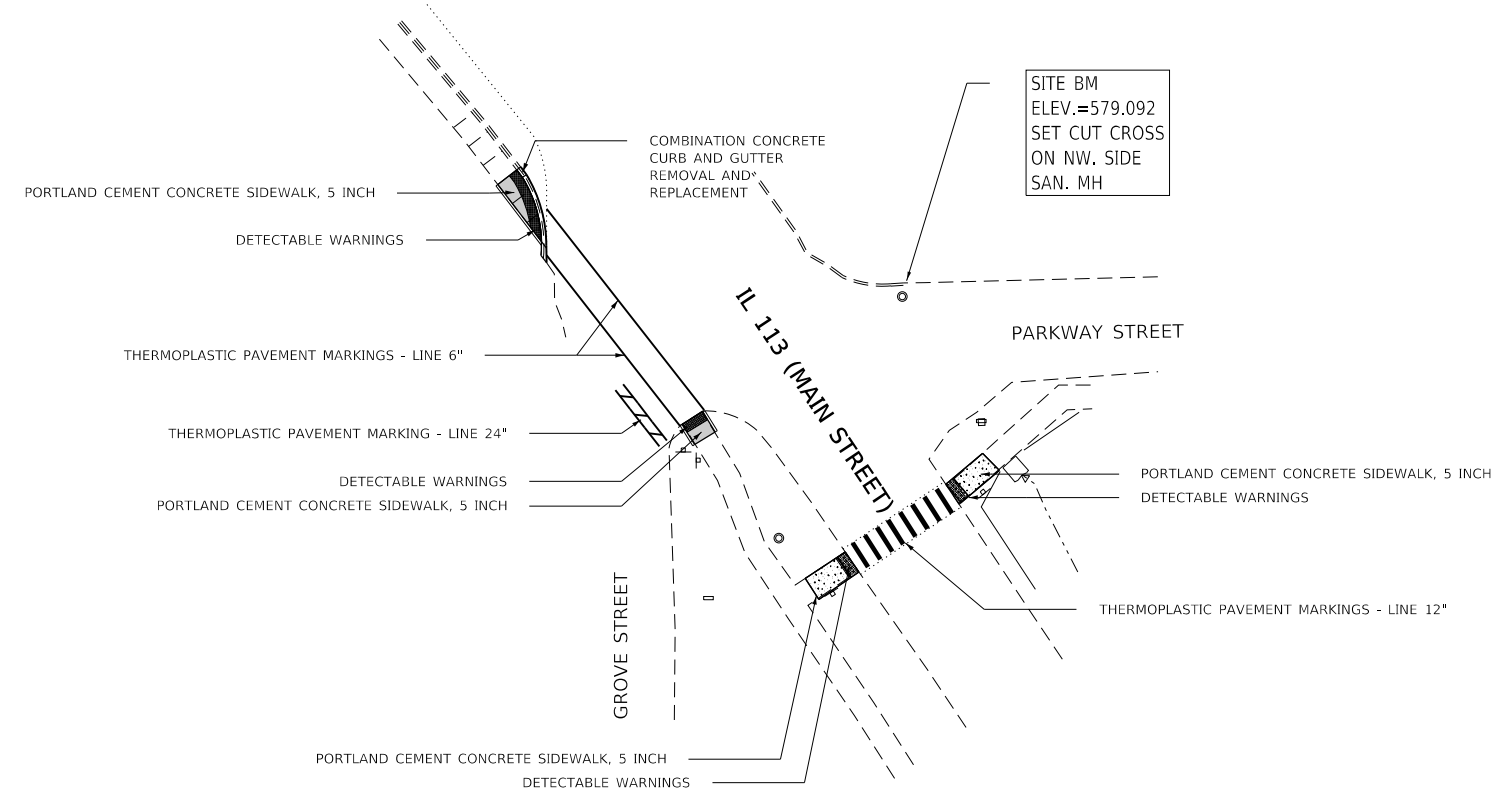 SITE BM
ELEV.=579.092
SET CUT CROSS
ON NW. SIDE
SAN. MH
COMBINATION CONCRETE
CURB AND GUTTER
REMOVAL AND
REPLACEMENT
PORTLAND CEMENT CONCRETE SIDEWALK, 5 INCH
DETECTABLE WARNINGS
IL 113 (MAIN STREET)
PARKWAY STREET
THERMOPLASTIC PAVEMENT MARKINGS - LINE 6"
THERMOPLASTIC PAVEMENT MARKING - LINE 24"
DETECTABLE WARNINGS
PORTLAND CEMENT CONCRETE SIDEWALK, 5 INCH
PORTLAND CEMENT CONCRETE SIDEWALK, 5 INCH
DETECTABLE WARNINGS
THERMOPLASTIC PAVEMENT MARKINGS - LINE 12"
GROVE STREET
PORTLAND CEMENT CONCRETE SIDEWALK, 5 INCH
DETECTABLE WARNINGS